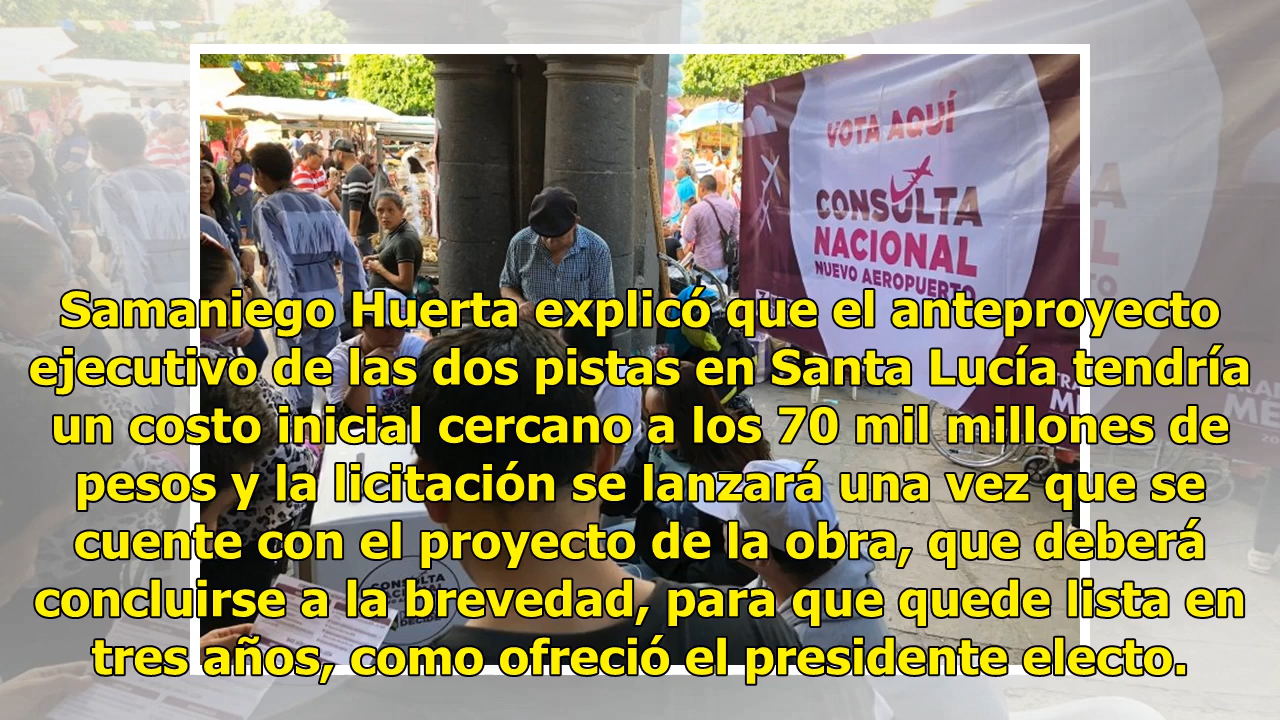 VOTA AQUÍ
CONSULTA
NACIONAL
NUEVO AEROPUERTO
Samaniego Huerta explicó que el anteproyecto
ejecutivo de las dos pistas en Santa Lucía tendría
un costo inicial cercano a los 70 mil millones de
pesos y la licitación se lanzará una vez que se
cuente con el proyecto de la obra, que deberá
concluirse a la brevedad, para que quede lista en
tres años, como ofreció el presidente electo.
CONSULTA